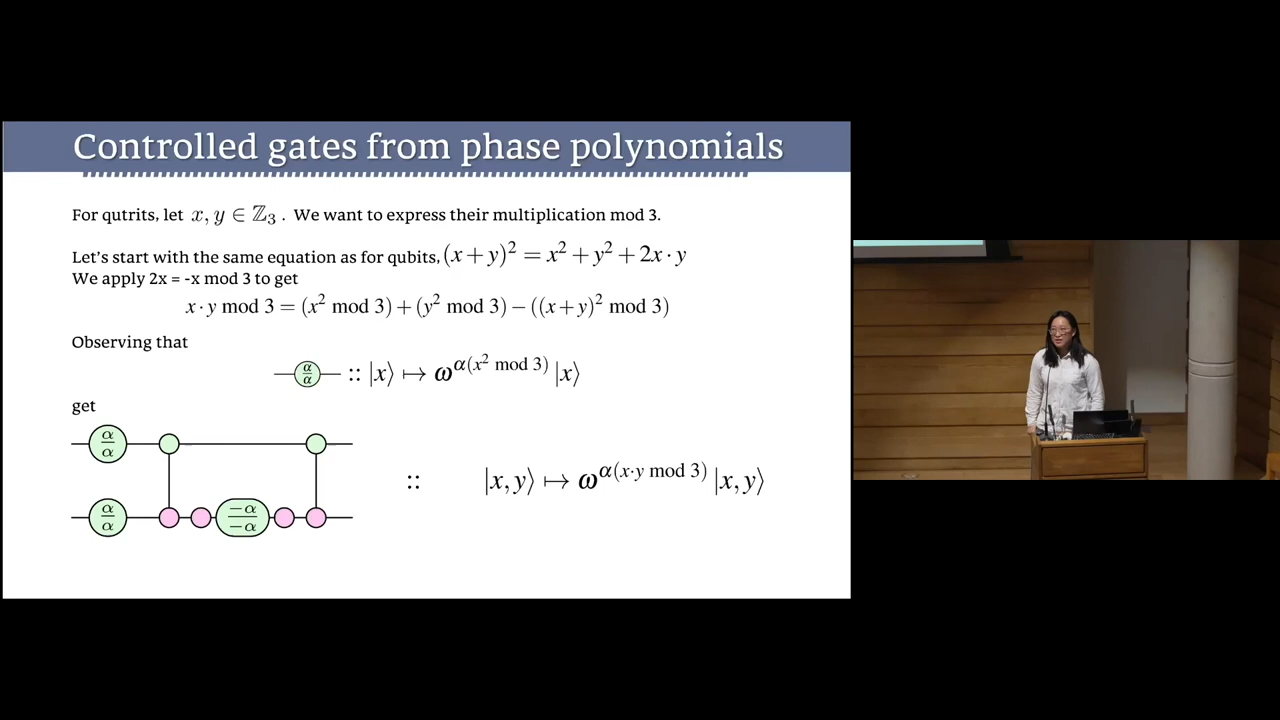 Controlled gates from phase polynomials
For qutrits, let x, y ∈ ℤ₃ . We want to express their multiplication mod 3.
Let's start with the same equation as for qubits, (x + y)² = x² + y² + 2x · y
We apply 2x = -x mod 3 to get
x · y mod 3 = (x² mod 3) + (y² mod 3) − ((x + y)² mod 3)
Observing that
α/α :: |x⟩ ↦ ω^α(x² mod 3) |x⟩
get
α/α
α/α −α/−α
:: |x, y⟩ ↦ ω^α(x·y mod 3) |x, y⟩